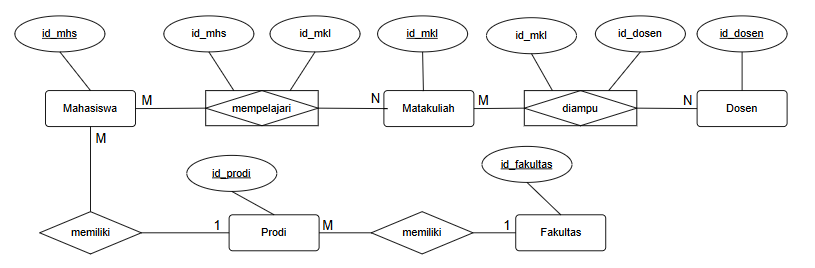 id_mhs
id_mhs
id_mkl
id_mkl
id_mkl
id_dosen
id_dosen
Mahasiswa
M
mempelajari
N
Matakuliah
M
diampu
N
Dosen
M
id_prodi
id_fakultas
memiliki
1
Prodi
M
memiliki
1
Fakultas